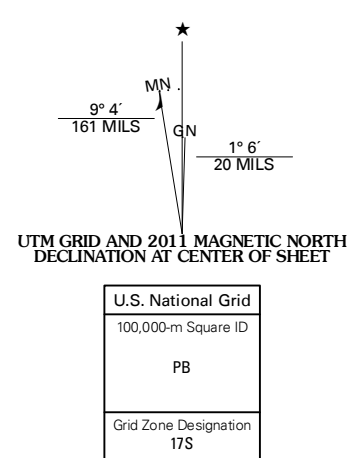 ★
MN
9° 4′
161 MILS
GN
1° 6′
20 MILS
UTM GRID AND 2011 MAGNETIC NORTH
DECLINATION AT CENTER OF SHEET
U.S. National Grid
100,000-m Square ID
PB
Grid Zone Designation
17S